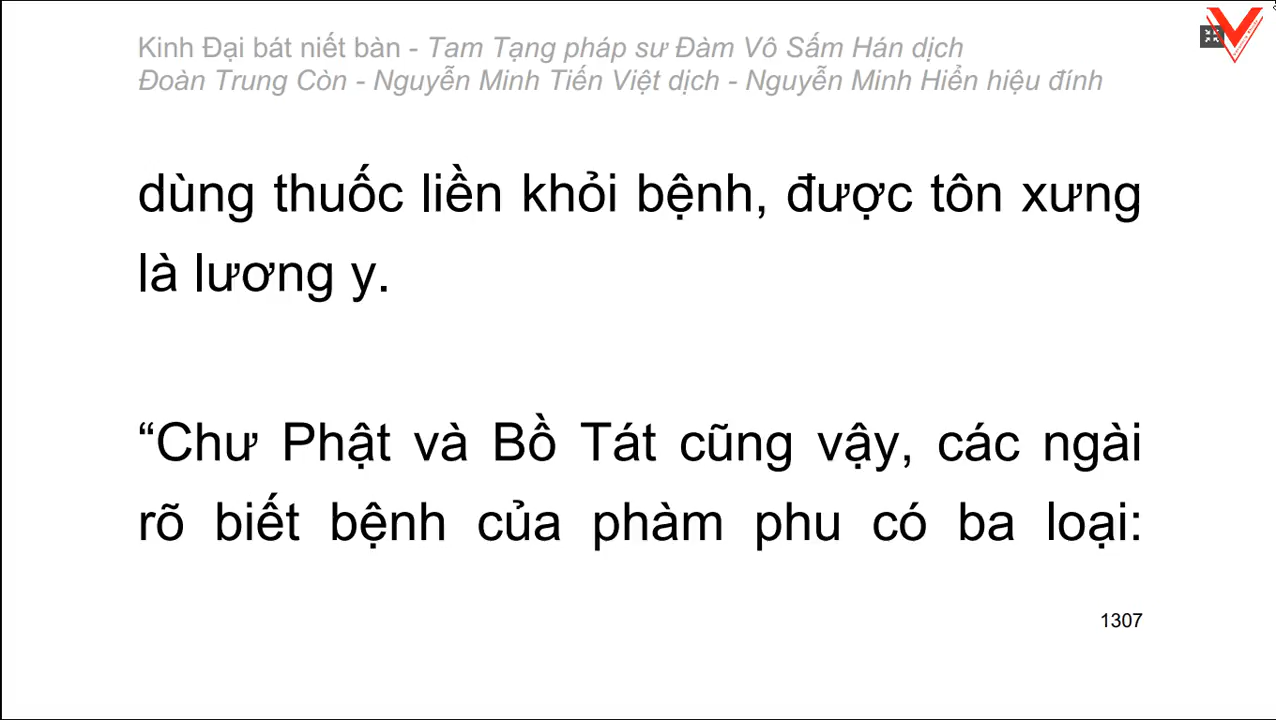 Kinh Đại bát niết bàn - Tam Tạng pháp sư Đàm Vô Sấm Hán dịch
Đoàn Trung Còn - Nguyễn Minh Tiến Việt dịch - Nguyễn Minh Hiển hiệu đính
dùng thuốc liền khỏi bệnh, được tôn xưng
là lương y.
“Chư Phật và Bồ Tát cũng vậy, các ngài
rõ biết bệnh của phàm phu có ba loại:
1307